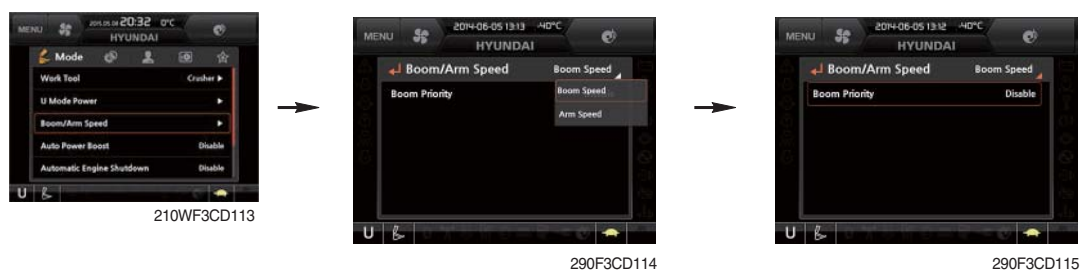 MENU
20:32 0°C
HYUNDAI
Mode
Work Tool Crusher ▶
U Mode Power ▶
Boom/Arm Speed ▶
Auto Power Boost Disable
Automatic Engine Shutdown Disable
U
210WF3CD113
MENU
2014-06-05 13:13 -40°C
HYUNDAI
Boom/Arm Speed Boom Speed
Boom Priority
Boom Speed
Arm Speed
U
290F3CD114
MENU
2014-06-05 13:12 -40°C
HYUNDAI
Boom/Arm Speed Boom Speed
Boom Priority Disable
U
290F3CD115